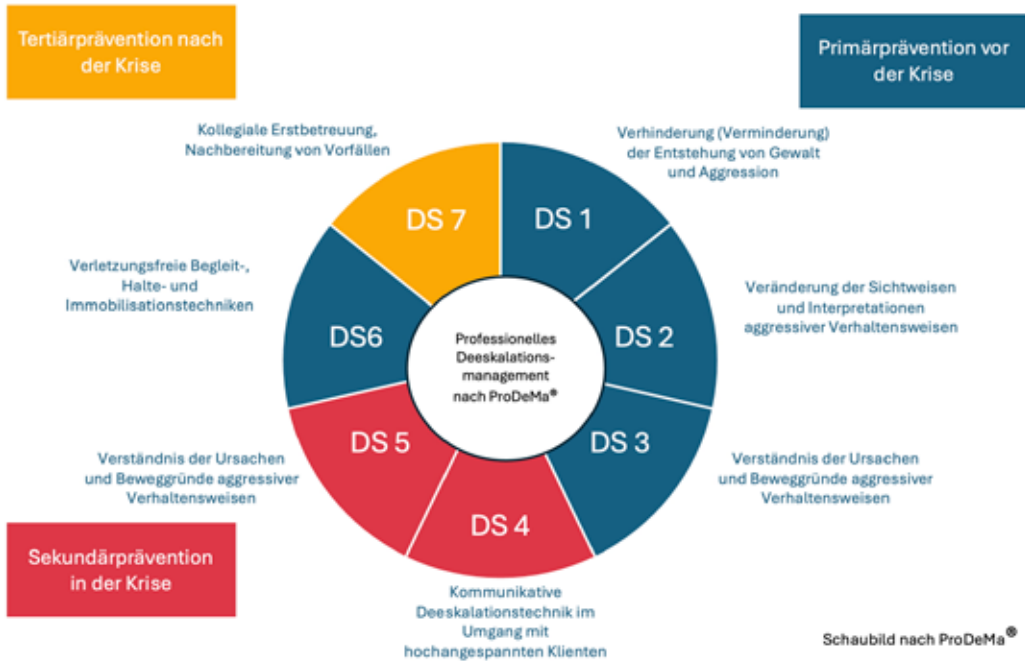 Tertiärprävention nach
der Krise
Primärprävention vor
der Krise
Kollegiale Erstbetreuung,
Nachbereitung von Vorfällen
Verhinderung (Verminderung)
der Entstehung von Gewalt
und Aggression
DS 7
DS 1
Verletzungsfreie Begleit-,
Halte- und
Immobilisationstechniken
Veränderung der Sichtweisen
und Interpretationen
aggressiver Verhaltensweisen
DS6
DS 2
Professionelles
Deeskalations-
management
nach ProDeMa®
DS 5
DS 3
Verständnis der Ursachen
und Beweggründe aggressiver
Verhaltensweisen
Verständnis der Ursachen
und Beweggründe aggressiver
Verhaltensweisen
DS 4
Sekundärprävention
in der Krise
Kommunikative
Deeskalationstechnik im
Umgang mit
hochangespannten Klienten
Schaubild nach ProDeMa®